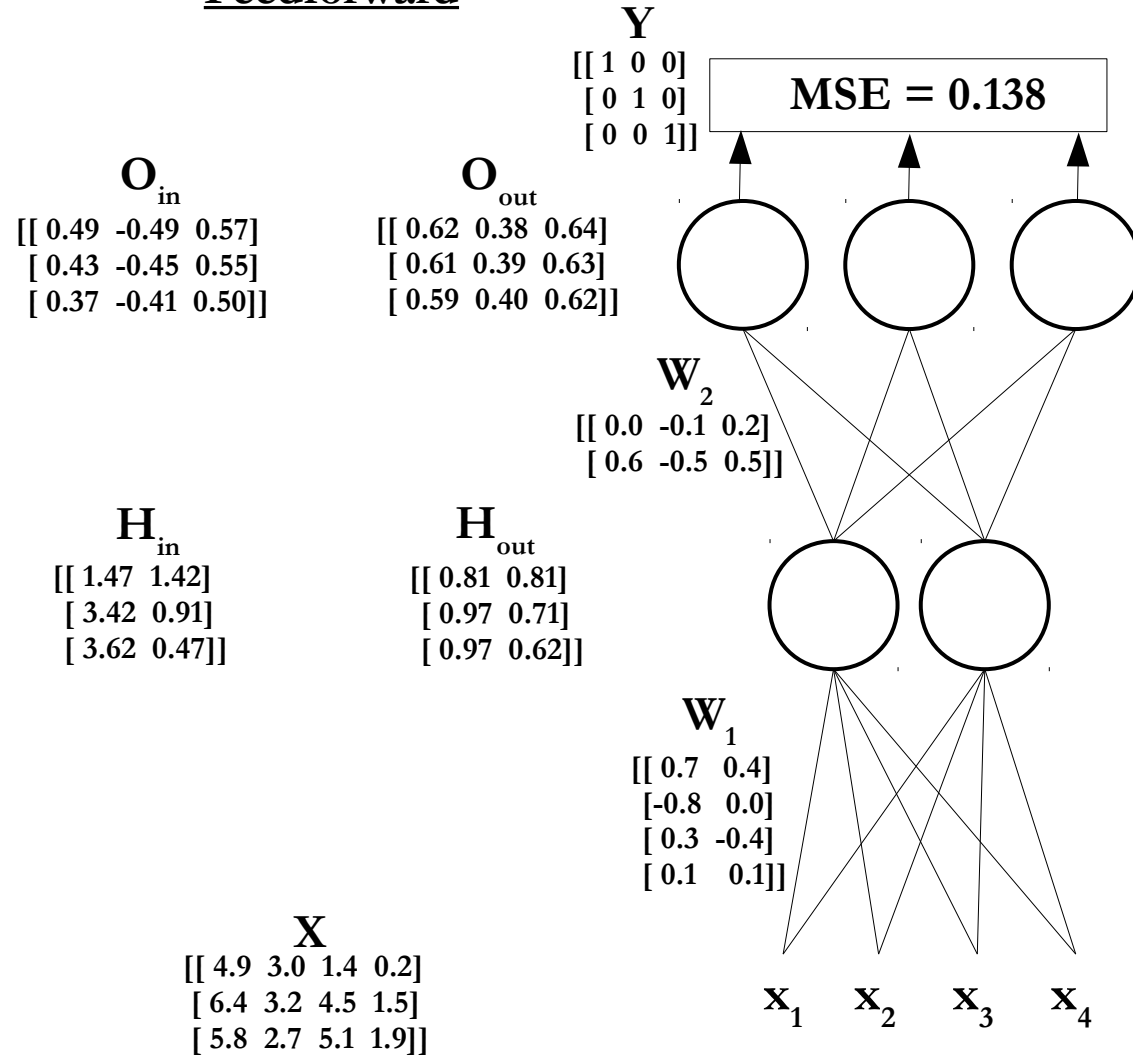 Feedforward
Y
[[ 1 0 0]
[ 0 1 0]
[ 0 0 1]]
MSE = 0.138
O in
[[ 0.49 -0.49 0.57]
[ 0.43 -0.45 0.55]
[ 0.37 -0.41 0.50]]
O out
[[ 0.62 0.38 0.64]
[ 0.61 0.39 0.63]
[ 0.59 0.40 0.62]]
W 2
[[ 0.0 -0.1 0.2]
[ 0.6 -0.5 0.5]]
H in
[[ 1.47 1.42]
[ 3.42 0.91]
[ 3.62 0.47]]
H out
[[ 0.81 0.81]
[ 0.97 0.71]
[ 0.97 0.62]]
W 1
[[ 0.7 0.4]
[-0.8 0.0]
[ 0.3 -0.4]
[ 0.1 0.1]]
X
[[ 4.9 3.0 1.4 0.2]
[ 6.4 3.2 4.5 1.5]
[ 5.8 2.7 5.1 1.9]]
x 1 x 2 x 3 x 4